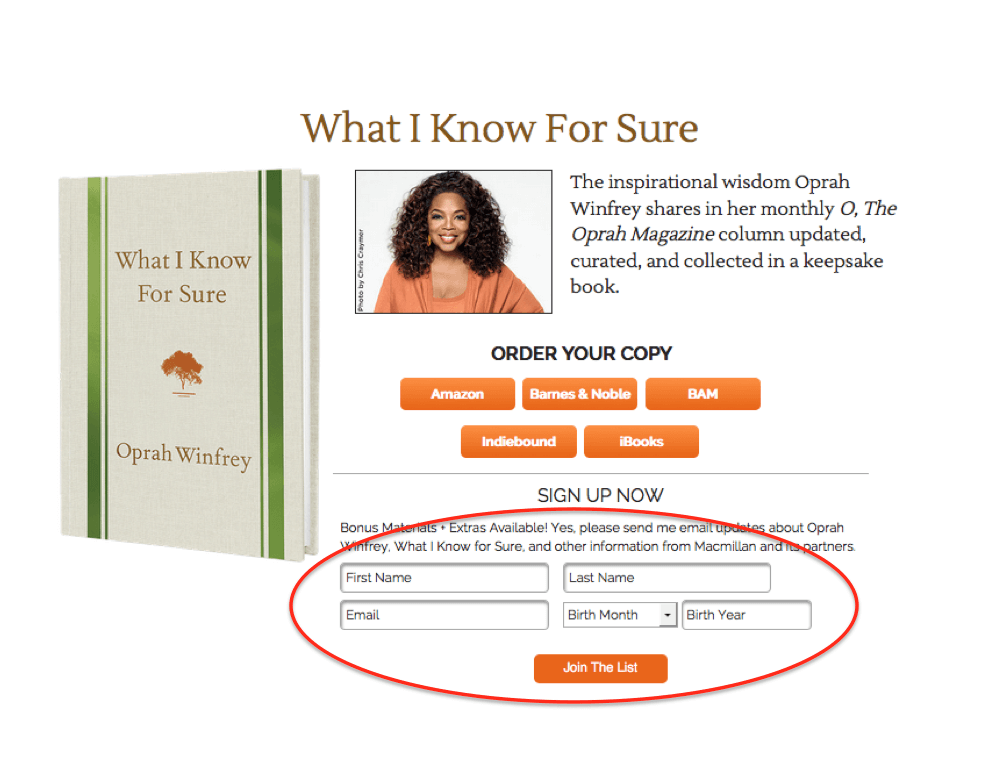 What I Know For Sure
What I Know
For Sure
Oprah Winfrey
Photo by Chris Craymer
The inspirational wisdom Oprah
Winfrey shares in her monthly O, The
Oprah Magazine column updated,
curated, and collected in a keepsake
book.
ORDER YOUR COPY
Amazon
Barnes & Noble
BAM
Indiebound
iBooks
SIGN UP NOW
Bonus Materials + Extras Available! Yes, please send me email updates about Oprah
Winfrey, What I Know for Sure, and other information from Macmillan and its partners.
First Name
Last Name
Email
Birth Month
Birth Year
Join The List